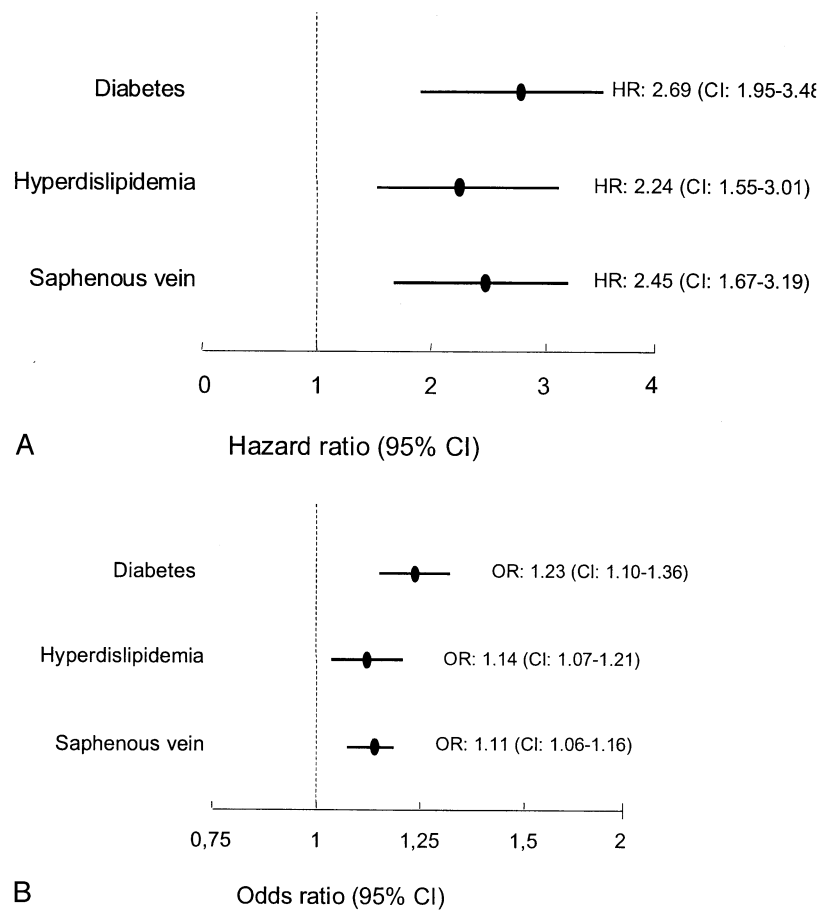 Diabetes HR: 2.69 (CI: 1.95-3.48
Hyperdislipidemia HR: 2.24 (CI: 1.55-3.01)
Saphenous vein HR: 2.45 (CI: 1.67-3.19)
0 1 2 3 4
A Hazard ratio (95% CI)
Diabetes OR: 1.23 (CI: 1.10-1.36)
Hyperdislipidemia OR: 1.14 (CI: 1.07-1.21)
Saphenous vein OR: 1.11 (CI: 1.06-1.16)
0,75 1 1,25 1,5 2
B Odds ratio (95% CI)